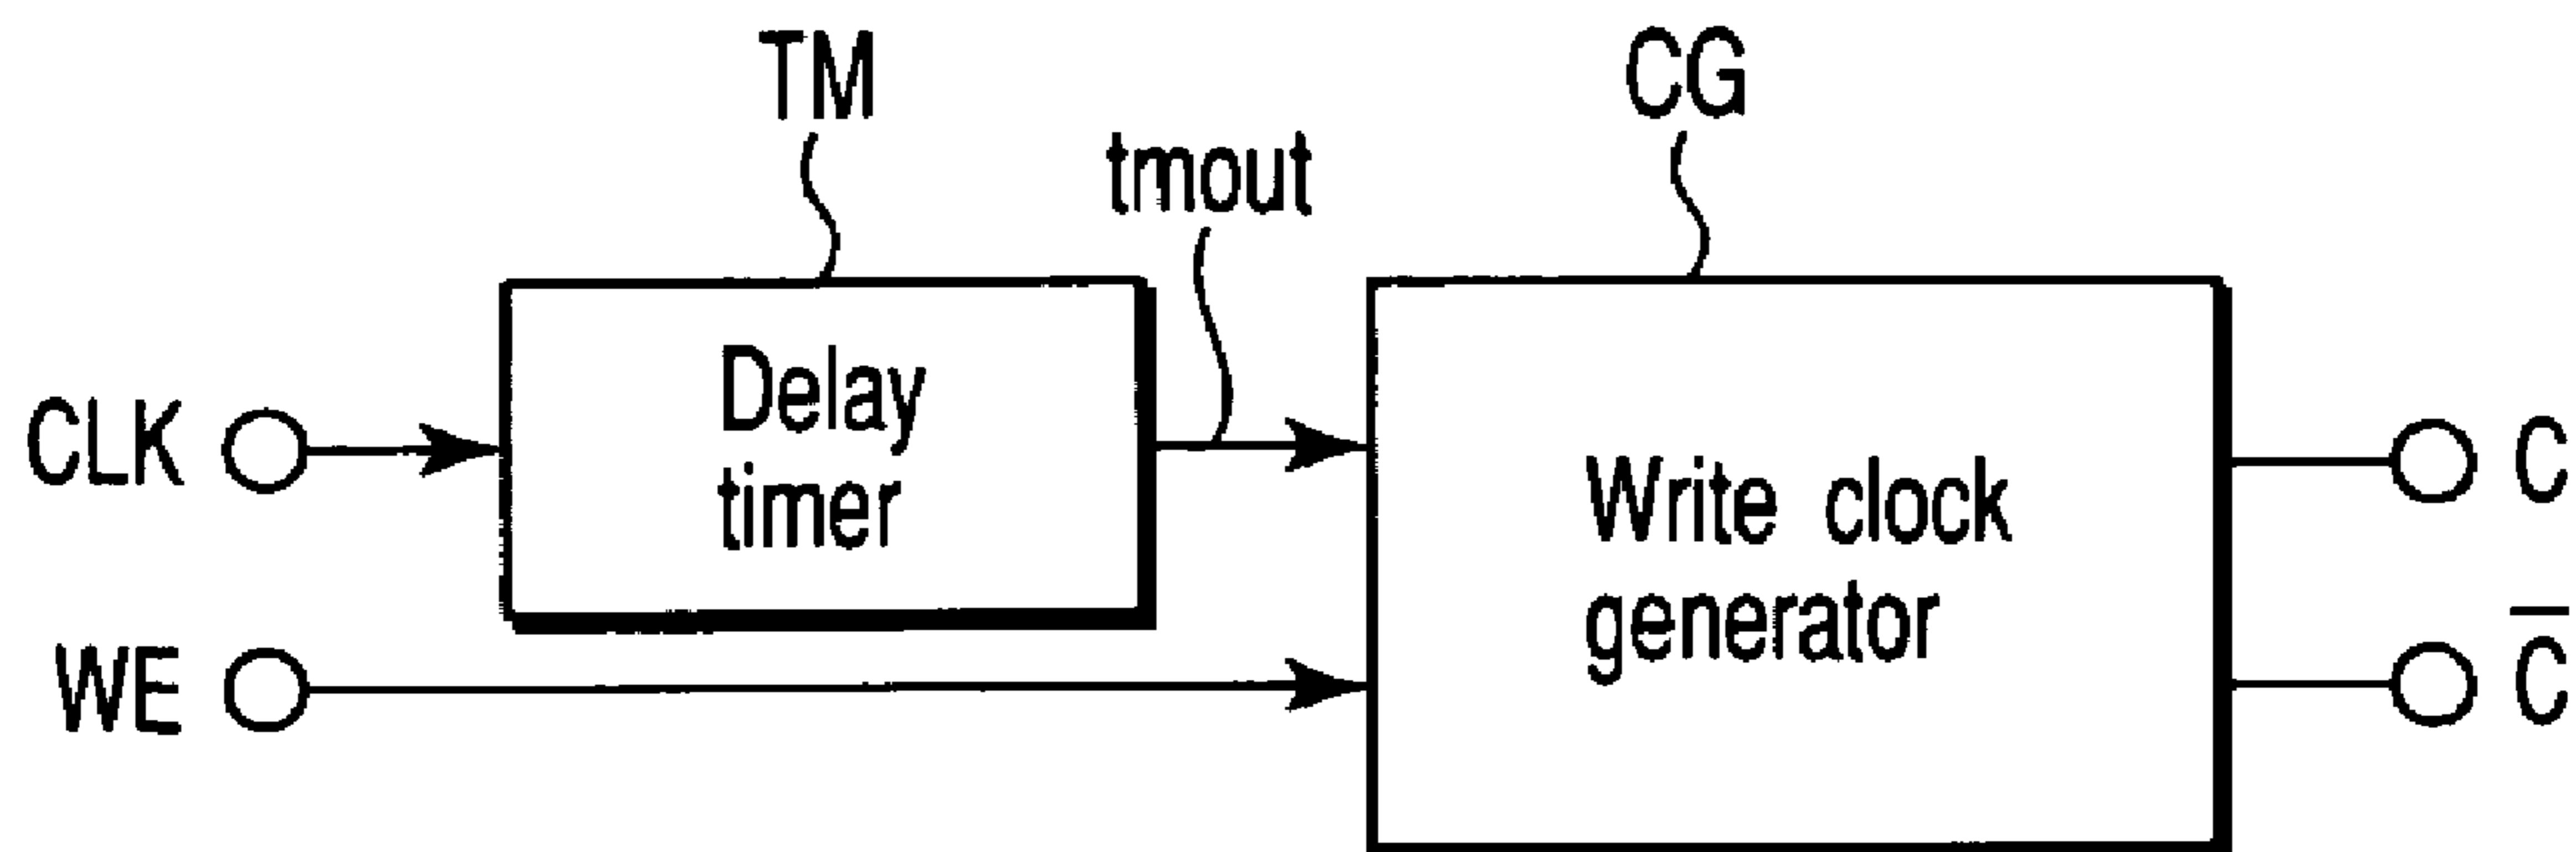 TM
CG
tmout
Delay
timer
CLK
C
Write clock
generator
WE
C̅